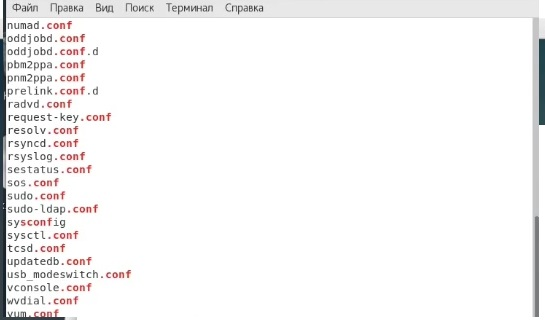 Файл Правка Вид Поиск Терминал Справка
numad.conf
oddjobd.conf
oddjobd.conf.d
pbm2ppa.conf
pnm2ppa.conf
prelink.conf.d
radvd.conf
request-key.conf
resolv.conf
rsyncd.conf
rsyslog.conf
sestatus.conf
sos.conf
sudo.conf
sudo-ldap.conf
sysconfig
sysctl.conf
tcsd.conf
updatedb.conf
usb_modeswitch.conf
vconsole.conf
wvdial.conf
yum.conf